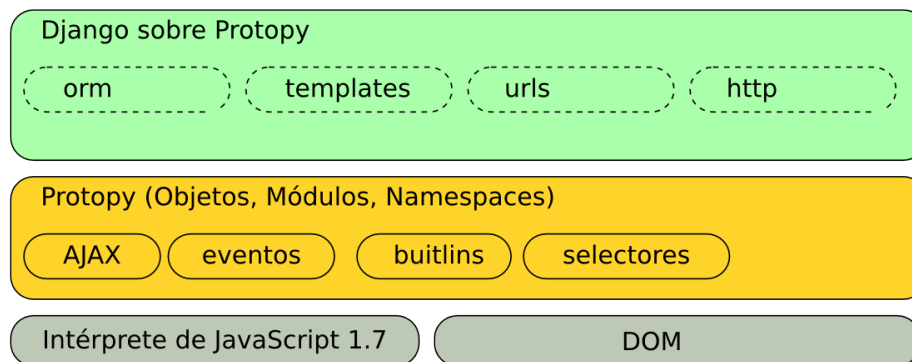 Django sobre Protopy
orm templates urls http
Protopy (Objetos, Módulos, Namespaces)
AJAX eventos buitlins selectores
Intérprete de JavaScript 1.7 DOM